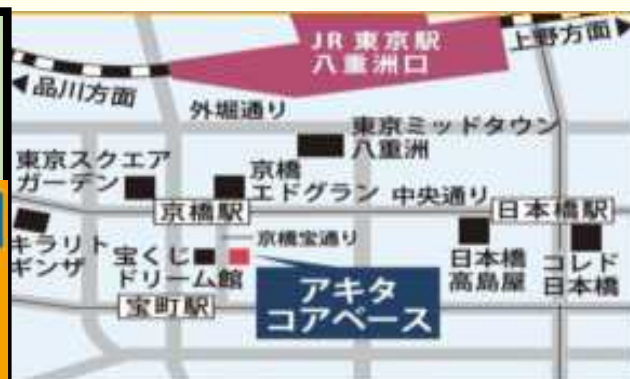 JR 東京駅
八重洲口
上野方面▶
◀品川方面
外堀通り
東京ミッドタウン
八重洲
東京スクエア
ガーデン
京橋
エドグラン
中央通り
京橋駅
日本橋駅
キラリト
ギンザ
宝くじ
ドリーム館
京橋宝通り
日本橋
高島屋
コレド
日本橋
アキタ
コアベース
宝町駅